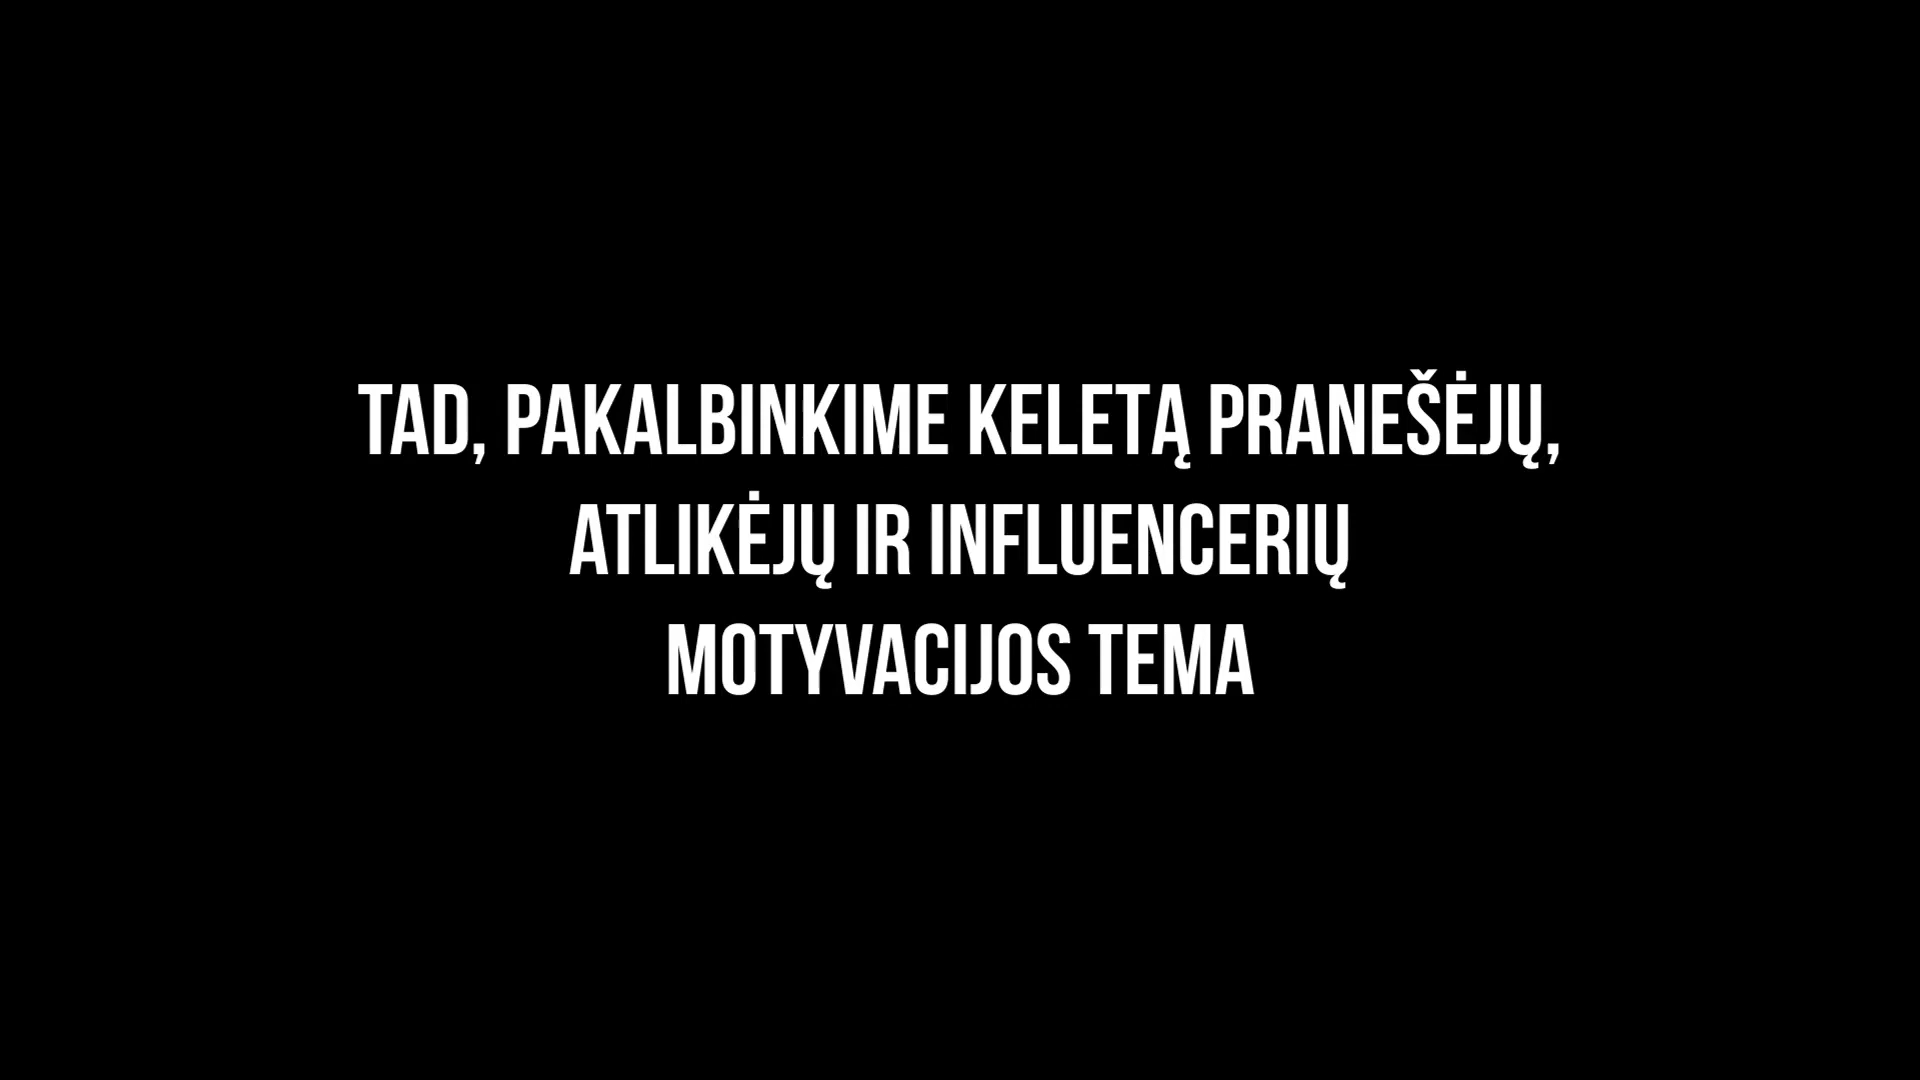 TAD, PAKALBINKIME KELETĄ PRANEŠĖJŲ,
ATLIKĖJŲ IR INFLUENCERIŲ
MOTYVACIJOS TEMA